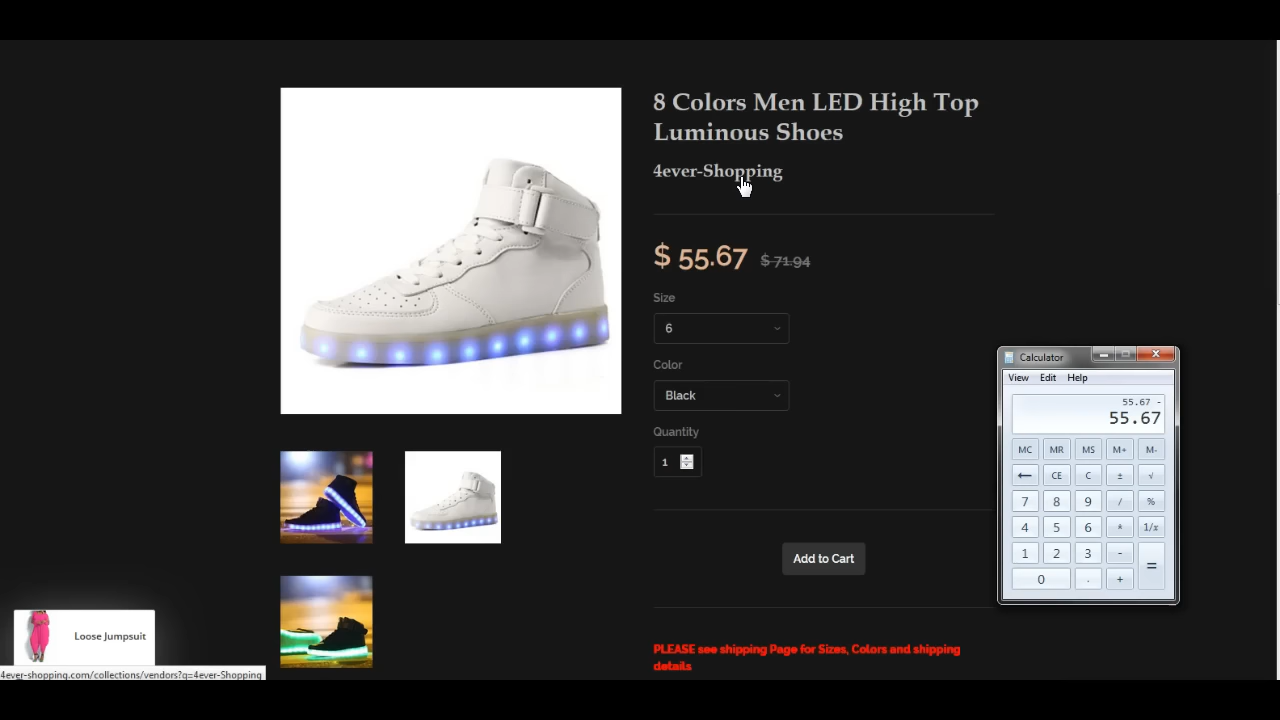 8 Colors Men LED High Top
Luminous Shoes
4ever-Shopping
$ 55.67 $ 71.94
Size
6
Color
Black
Quantity
1
Add to Cart
PLEASE see shipping Page for Sizes, Colors and shipping
details
Loose Jumpsuit
4ever-shopping.com/collections/vendors?q=4ever-Shopping
Calculator
View Edit Help
55.67 -
55.67
MC MR MS M+ M-
← CE C ± √
7 8 9 / %
4 5 6 * 1/x
1 2 3 - =
0 . +